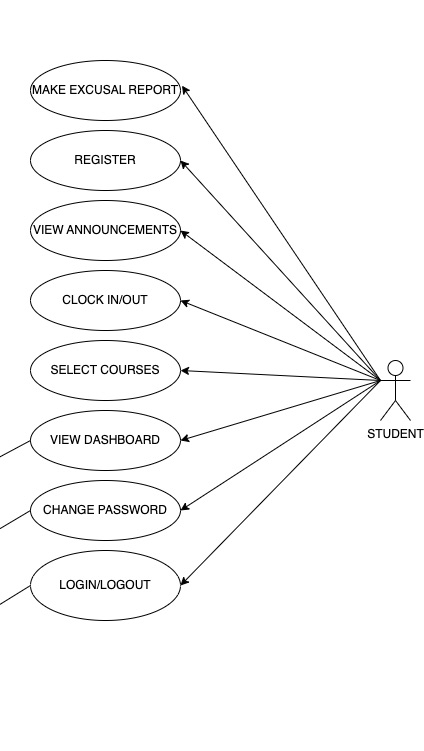 MAKE EXCUSAL REPORT
REGISTER
VIEW ANNOUNCEMENTS
CLOCK IN/OUT
SELECT COURSES
VIEW DASHBOARD
STUDENT
CHANGE PASSWORD
LOGIN/LOGOUT